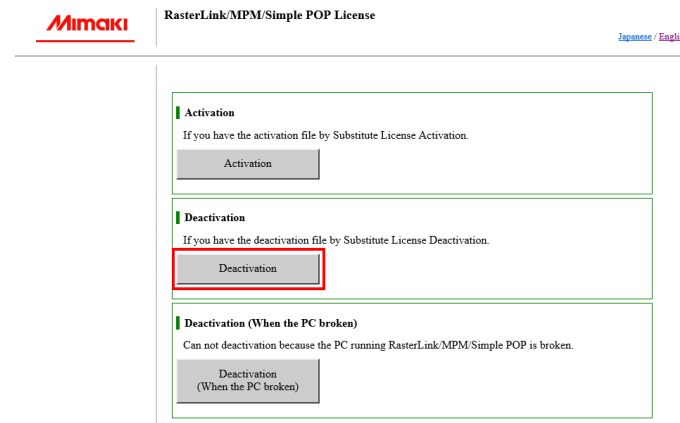 Mimaki
RasterLink/MPM/Simple POP License
Japanese / Engli
Activation
If you have the activation file by Substitute License Activation.
Activation
Deactivation
If you have the deactivation file by Substitute License Deactivation.
Deactivation
Deactivation (When the PC broken)
Can not deactivation because the PC running RasterLink/MPM/Simple POP is broken.
Deactivation
(When the PC broken)